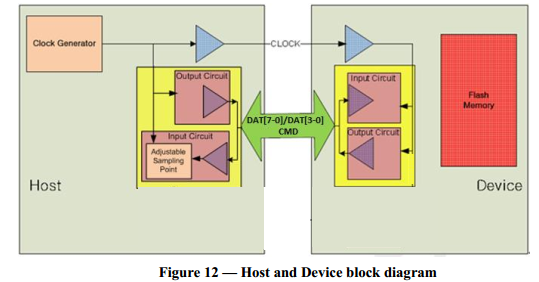 Clock Generator
CLOCK
Output Circuit
Input Circuit
Adjustable
Sampling
Point
Host
DAT[7-0]/DAT[3-0]
CMD
Input Circuit
Output Circuit
Flash
Memory
Device
Figure 12 — Host and Device block diagram